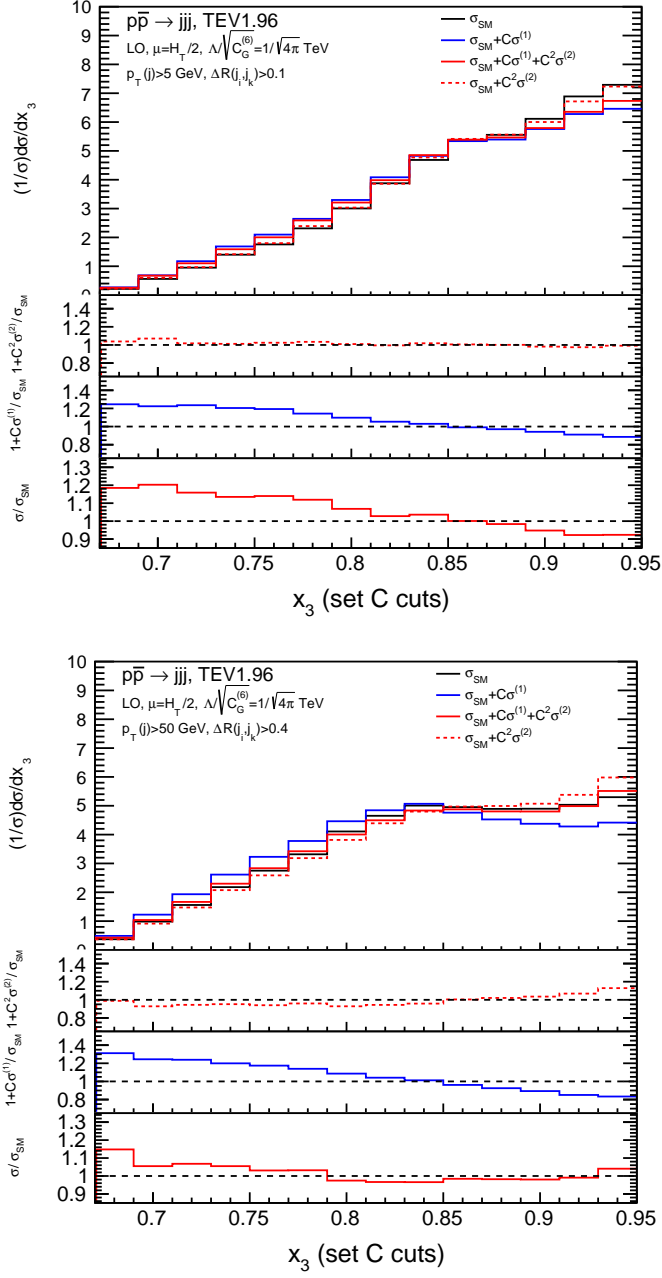 pp̅ → jjj, TEV1.96
LO, μ=H_T/2, Λ/√C_G^(6)=1/√4π TeV
p_T(j)>5 GeV, ΔR(j_i,j_k)>0.1
σ_SM
σ_SM+Cσ^(1)
σ_SM+Cσ^(1)+C²σ^(2)
σ_SM+C²σ^(2)
(1/σ)dσ/dx_3
10
9
8
7
6
5
4
3
2
1
0
1+C²σ^(2)/σ_SM
1.4
1.2
1
0.8
1+Cσ^(1)/σ_SM
1.4
1.2
1
0.8
σ/σ_SM
1.3
1.2
1.1
1
0.9
0.7 0.75 0.8 0.85 0.9 0.95
x_3 (set C cuts)
pp̅ → jjj, TEV1.96
LO, μ=H_T/2, Λ/√C_G^(6)=1/√4π TeV
p_T(j)>50 GeV, ΔR(j_i,j_k)>0.4
σ_SM
σ_SM+Cσ^(1)
σ_SM+Cσ^(1)+C²σ^(2)
σ_SM+C²σ^(2)
(1/σ)dσ/dx_3
10
9
8
7
6
5
4
3
2
1
0
1+C²σ^(2)/σ_SM
1.4
1.2
1
0.8
1+Cσ^(1)/σ_SM
1.4
1.2
1
0.8
σ/σ_SM
1.3
1.2
1.1
1
0.9
0.7 0.75 0.8 0.85 0.9 0.95
x_3 (set C cuts)